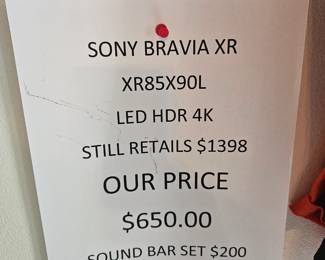 SONY BRAVIA XR
XR85X90L
LED HDR 4K
STILL RETAILS $1398
OUR PRICE
$650.00
SOUND BAR SET $200